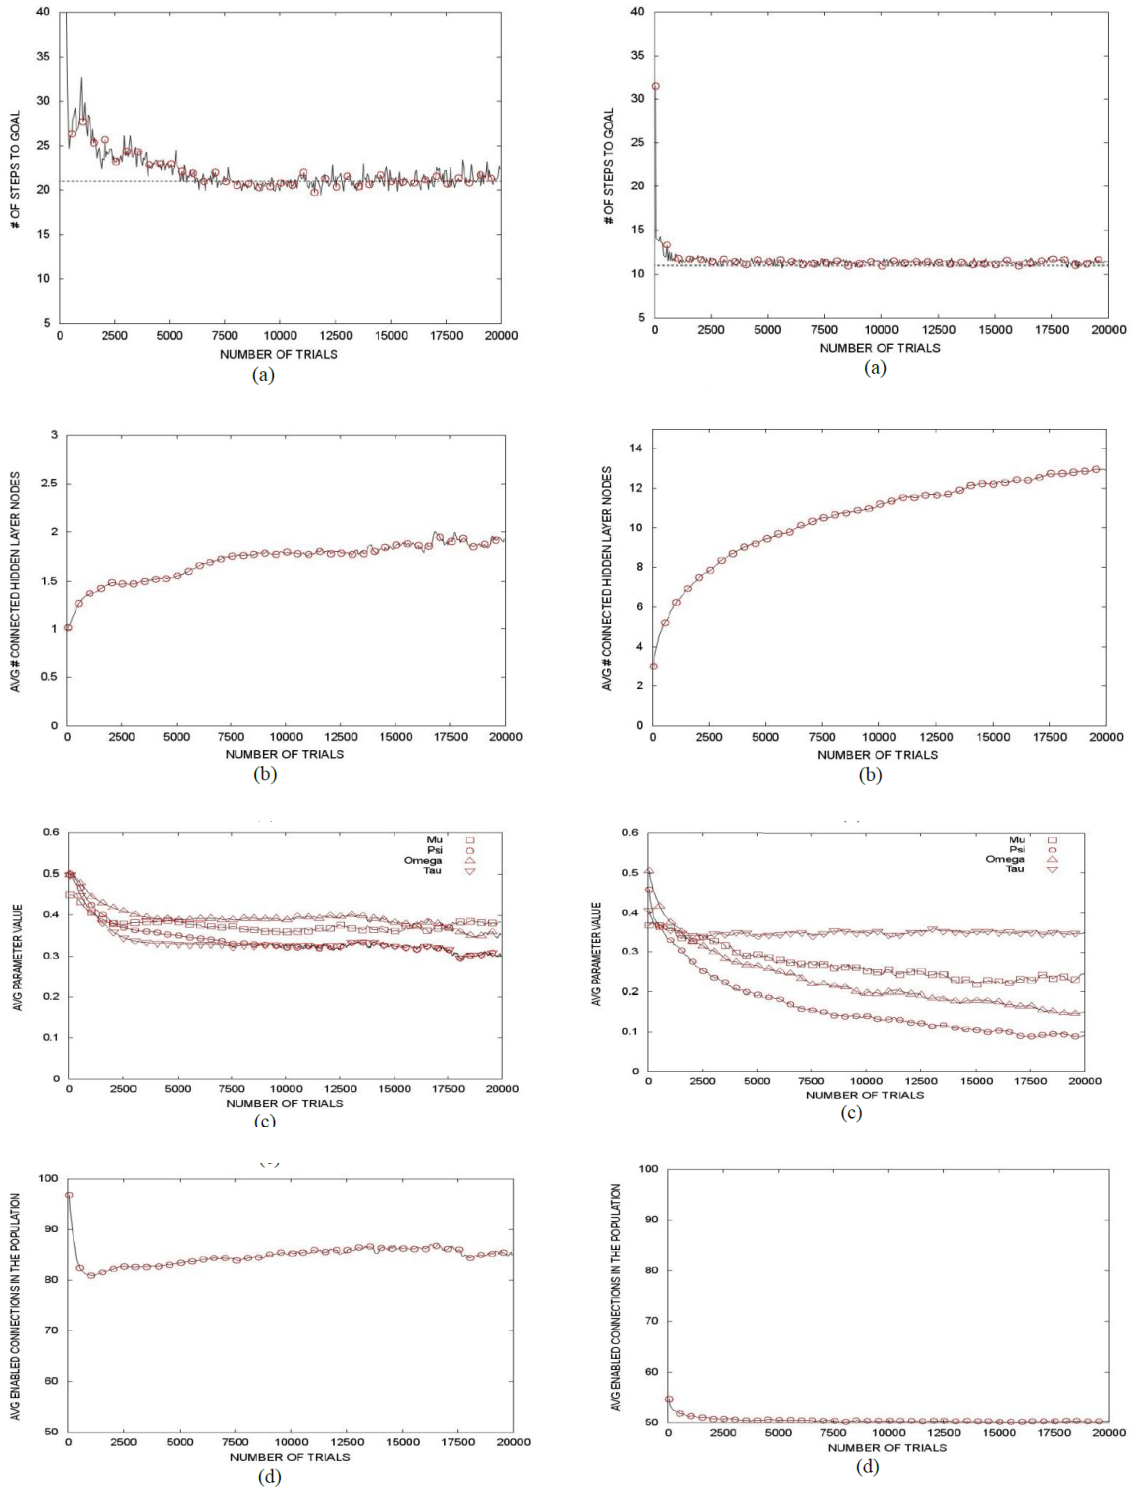 40
35
30
25
20
15
10
5
# OF STEPS TO GOAL
0 2500 5000 7500 10000 12500 15000 17500 20000
NUMBER OF TRIALS
(a)
40
35
30
25
20
15
10
5
# OF STEPS TO GOAL
0 2500 5000 7500 10000 12500 15000 17500 20000
NUMBER OF TRIALS
(a)
3
2.5
2
1.5
1
0.5
0
AVG # CONNECTED HIDDEN LAYER NODES
0 2500 5000 7500 10000 12500 15000 17500 20000
NUMBER OF TRIALS
(b)
14
12
10
8
6
4
2
0
AVG # CONNECTED HIDDEN LAYER NODES
0 2500 5000 7500 10000 12500 15000 17500 20000
NUMBER OF TRIALS
(b)
0.6
0.5
0.4
0.3
0.2
0.1
0
AVG PARAMETER VALUE
Mu
Psi
Omega
Tau
0 2500 5000 7500 10000 12500 15000 17500 20000
NUMBER OF TRIALS
(c)
0.6
0.5
0.4
0.3
0.2
0.1
0
AVG PARAMETER VALUE
Mu
Psi
Omega
Tau
0 2500 5000 7500 10000 12500 15000 17500 20000
NUMBER OF TRIALS
(c)
100
90
80
70
60
50
AVG ENABLED CONNECTIONS IN THE POPULATION
0 2500 5000 7500 10000 12500 15000 17500 20000
NUMBER OF TRIALS
(d)
100
90
80
70
60
50
AVG ENABLED CONNECTIONS IN THE POPULATION
0 2500 5000 7500 10000 12500 15000 17500 20000
NUMBER OF TRIALS
(d)